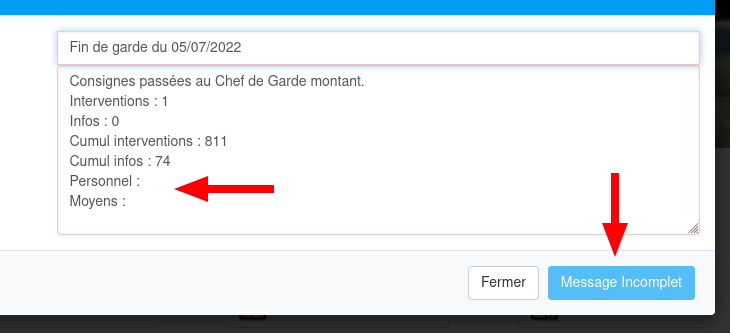 Fin de garde du 05/07/2022
Consignes passées au Chef de Garde montant.
Interventions : 1
Infos : 0
Cumul interventions : 811
Cumul infos : 74
Personnel :
Moyens :
Fermer
Message Incomplet